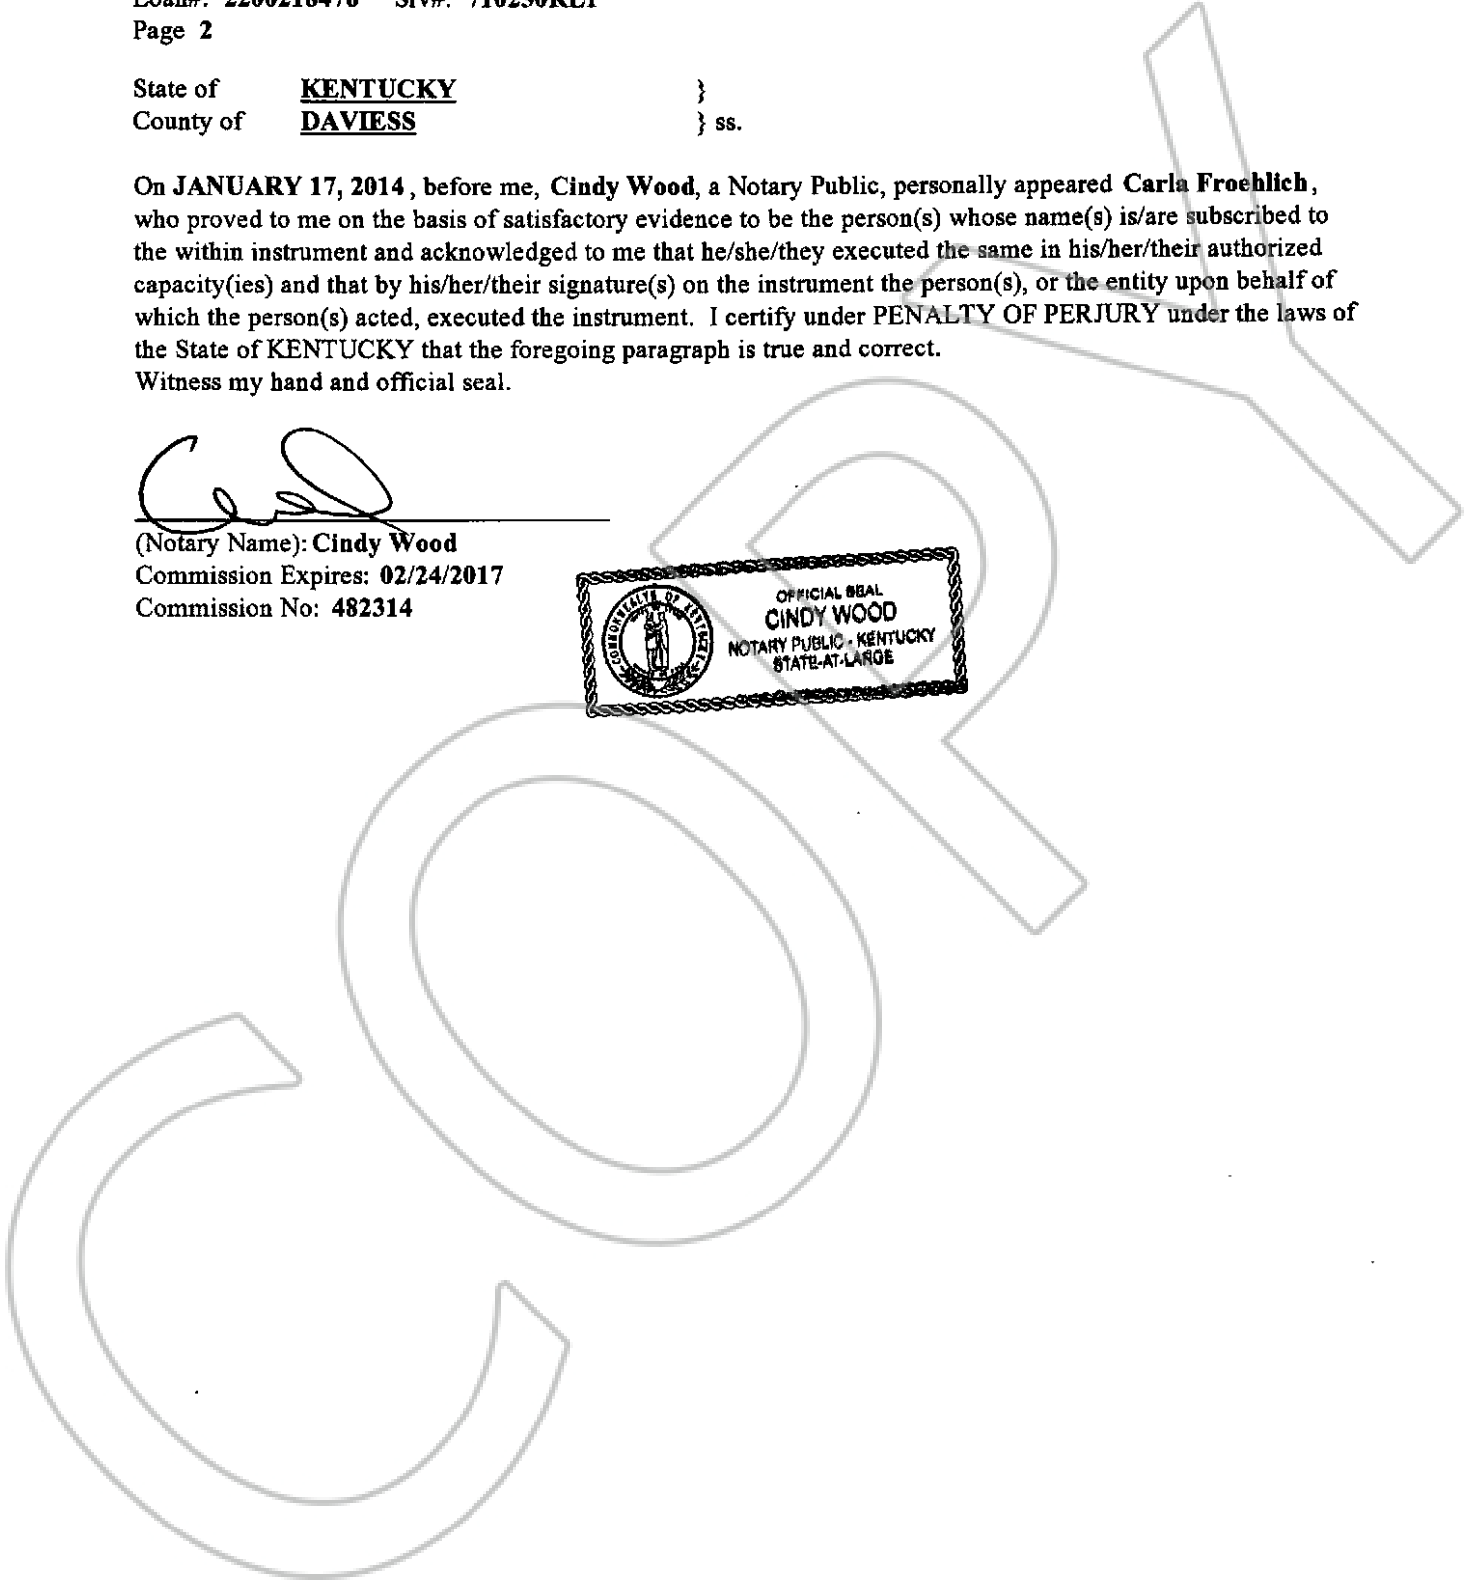 Page 2
State of KENTUCKY }
County of DAVIESS } ss.
On JANUARY 17, 2014, before me, Cindy Wood, a Notary Public, personally appeared Carla Froehlich,
who proved to me on the basis of satisfactory evidence to be the person(s) whose name(s) is/are subscribed to
the within instrument and acknowledged to me that he/she/they executed the same in his/her/their authorized
capacity(ies) and that by his/her/their signature(s) on the instrument the person(s), or the entity upon behalf of
which the person(s) acted, executed the instrument. I certify under PENALTY OF PERJURY under the laws of
the State of KENTUCKY that the foregoing paragraph is true and correct.
Witness my hand and official seal.
(Notary Name): Cindy Wood
Commission Expires: 02/24/2017
Commission No: 482314
COMMONWEALTH OF KENTUCKY
OFFICIAL SEAL
CINDY WOOD
NOTARY PUBLIC - KENTUCKY
STATE-AT-LARGE
COPY